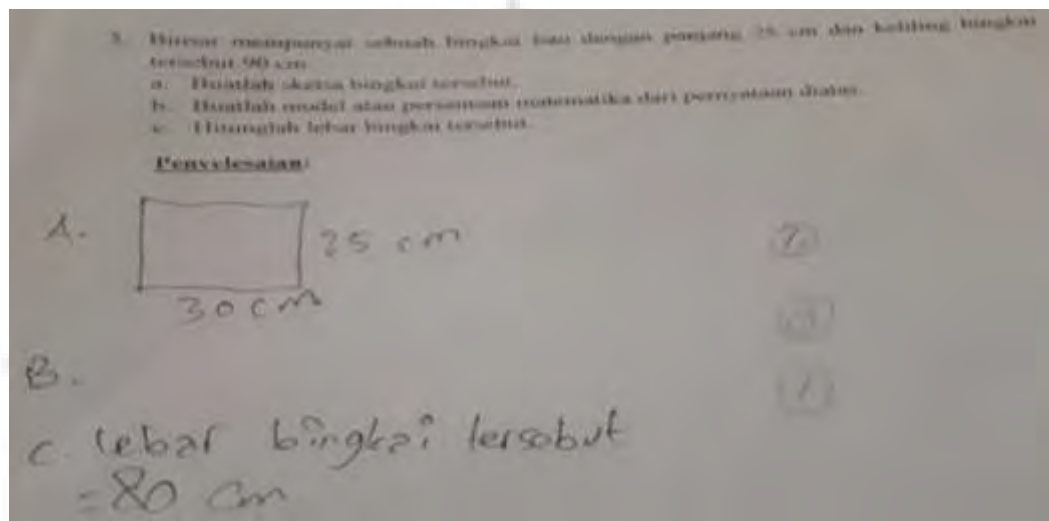 3. mempunyai sebuah bingkai foto dengan panjang 25 cm dan keliling bingkai
tersebut 90 cm
a. Buatlah sketsa bingkai tersebut.
b. Buatlah model atau persamaan matematika dari pernyataan diatas.
c. Hitunglah lebar bingkai tersebut.
Penyelesaian:
A. 25 cm
30 cm
B.
C. lebar bingkai tersebut
= 80 cm